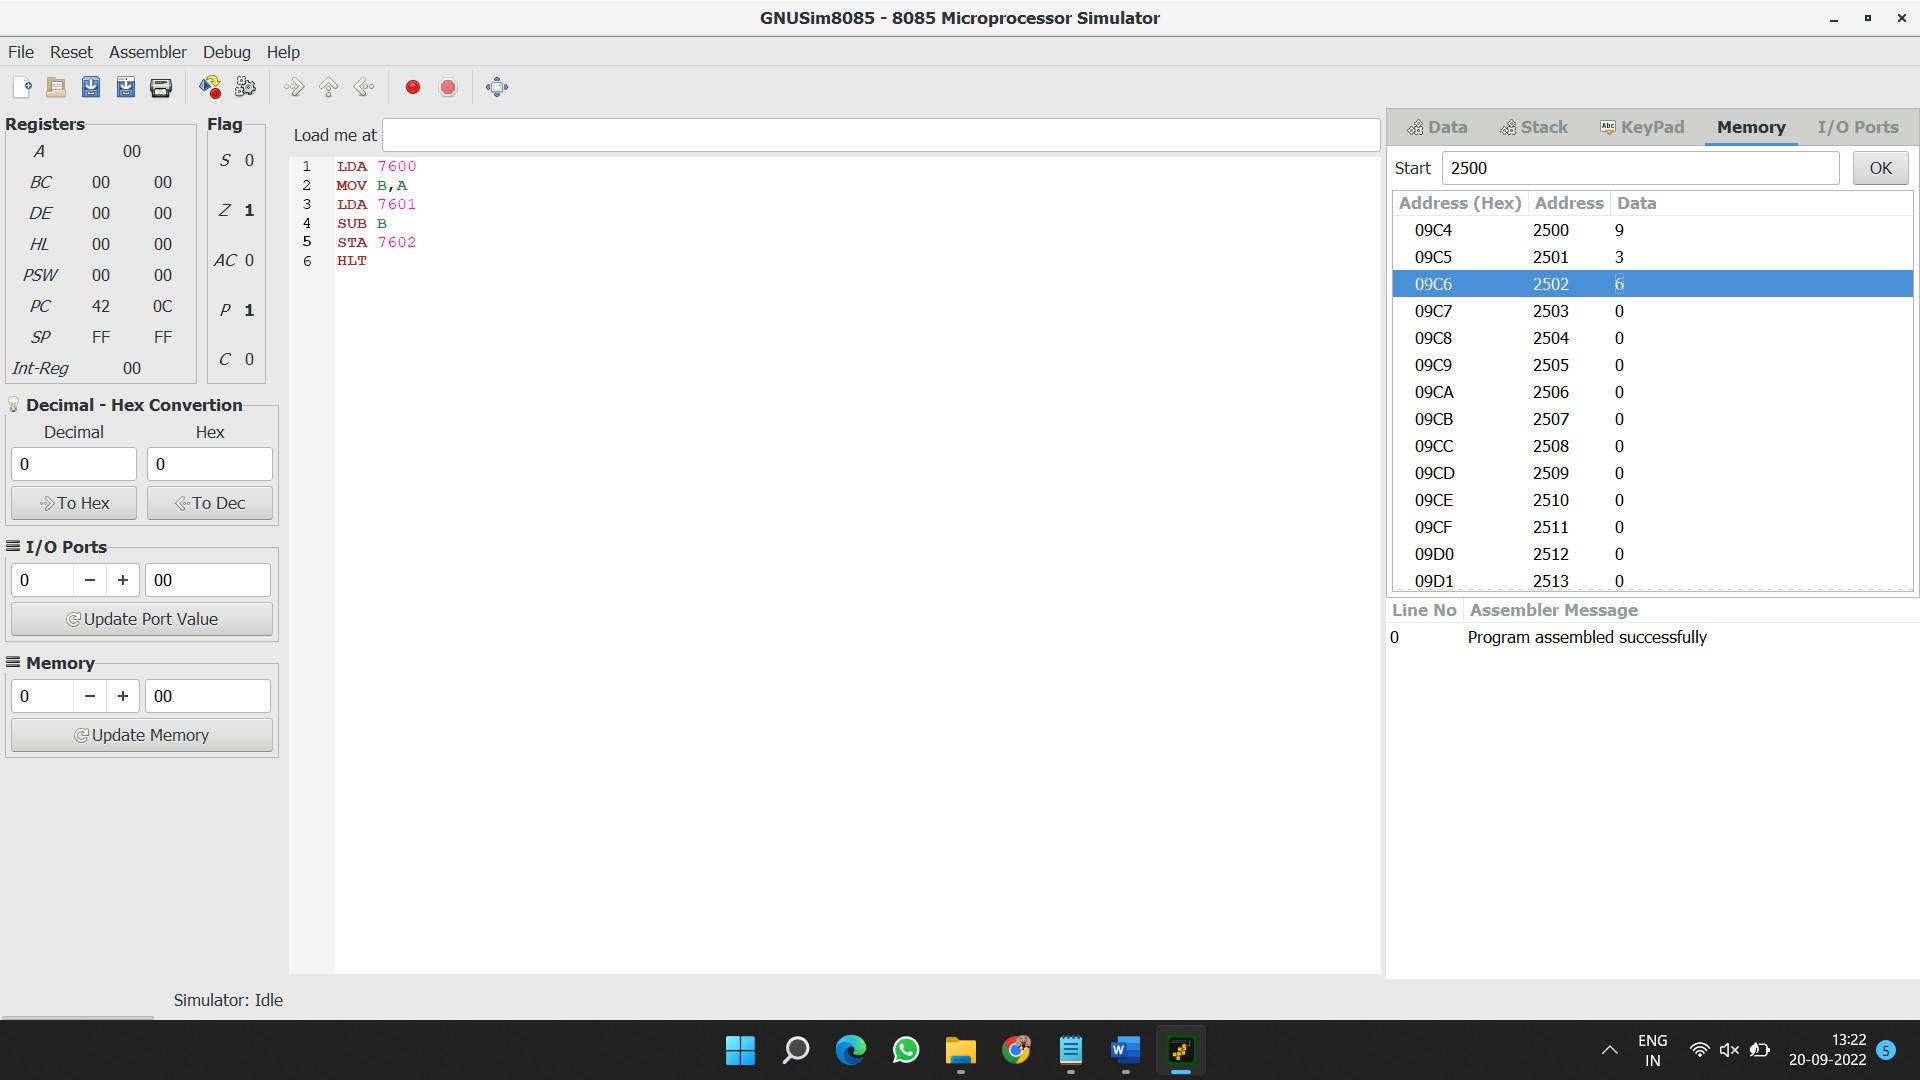 GNUSim8085 - 8085 Microprocessor Simulator
File Reset Assembler Debug Help
Registers
A 00
BC 00 00
DE 00 00
HL 00 00
PSW 00 00
PC 42 0C
SP FF FF
Int-Reg 00
Flag
S 0
Z 1
AC 0
P 1
C 0
Decimal - Hex Convertion
Decimal Hex
0 0
To Hex To Dec
I/O Ports
0 − + 00
Update Port Value
Memory
0 − + 00
Update Memory
Load me at
1 LDA 7600
2 MOV B,A
3 LDA 7601
4 SUB B
5 STA 7602
6 HLT
Data Stack KeyPad Memory I/O Ports
Start 2500 OK
Address (Hex) Address Data
09C4 2500 9
09C5 2501 3
09C6 2502 6
09C7 2503 0
09C8 2504 0
09C9 2505 0
09CA 2506 0
09CB 2507 0
09CC 2508 0
09CD 2509 0
09CE 2510 0
09CF 2511 0
09D0 2512 0
09D1 2513 0
Line No Assembler Message
0 Program assembled successfully
Simulator: Idle
ENG
IN
13:22
20-09-2022
5